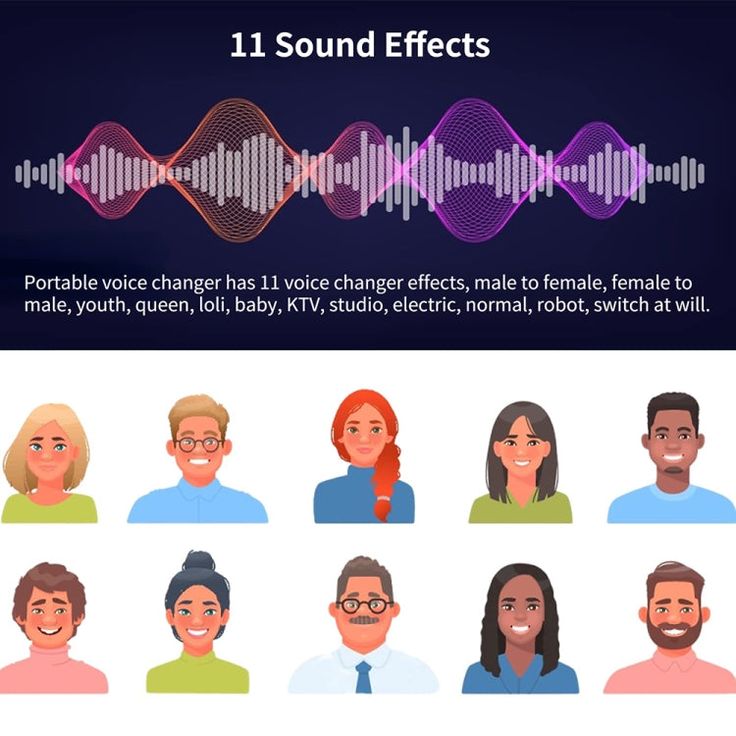 11 Sound Effects
Portable voice changer has 11 voice changer effects, male to female, female to
male, youth, queen, loli, baby, KTV, studio, electric, normal, robot, switch at will.